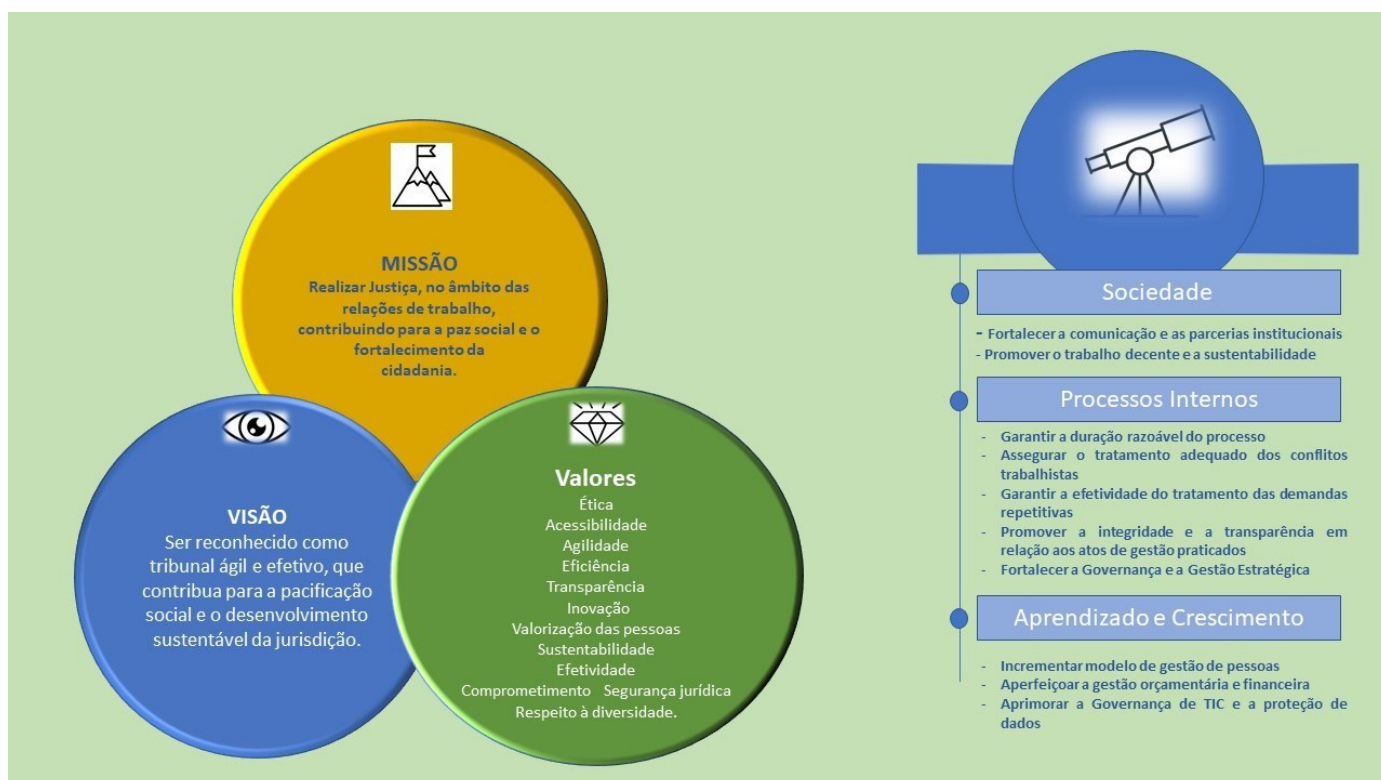 MISSÃO
Realizar Justiça, no âmbito das
relações de trabalho,
contribuindo para a paz social e o
fortalecimento da
cidadania.
VISÃO
Ser reconhecido como
tribunal ágil e efetivo, que
contribua para a pacificação
social e o desenvolvimento
sustentável da jurisdição.
Valores
Ética
Acessibilidade
Agilidade
Eficiência
Transparência
Inovação
Valorização das pessoas
Sustentabilidade
Efetividade
Comprometimento Segurança jurídica
Respeito à diversidade.
Sociedade
- Fortalecer a comunicação e as parcerias institucionais
- Promover o trabalho decente e a sustentabilidade
Processos Internos
- Garantir a duração razoável do processo
- Assegurar o tratamento adequado dos conflitos
trabalhistas
- Garantir a efetividade do tratamento das demandas
repetitivas
- Promover a integridade e a transparência em
relação aos atos de gestão praticados
- Fortalecer a Governança e a Gestão Estratégica
Aprendizado e Crescimento
- Incrementar modelo de gestão de pessoas
- Aperfeiçoar a gestão orçamentária e financeira
- Aprimorar a Governança de TIC e a proteção de
dados